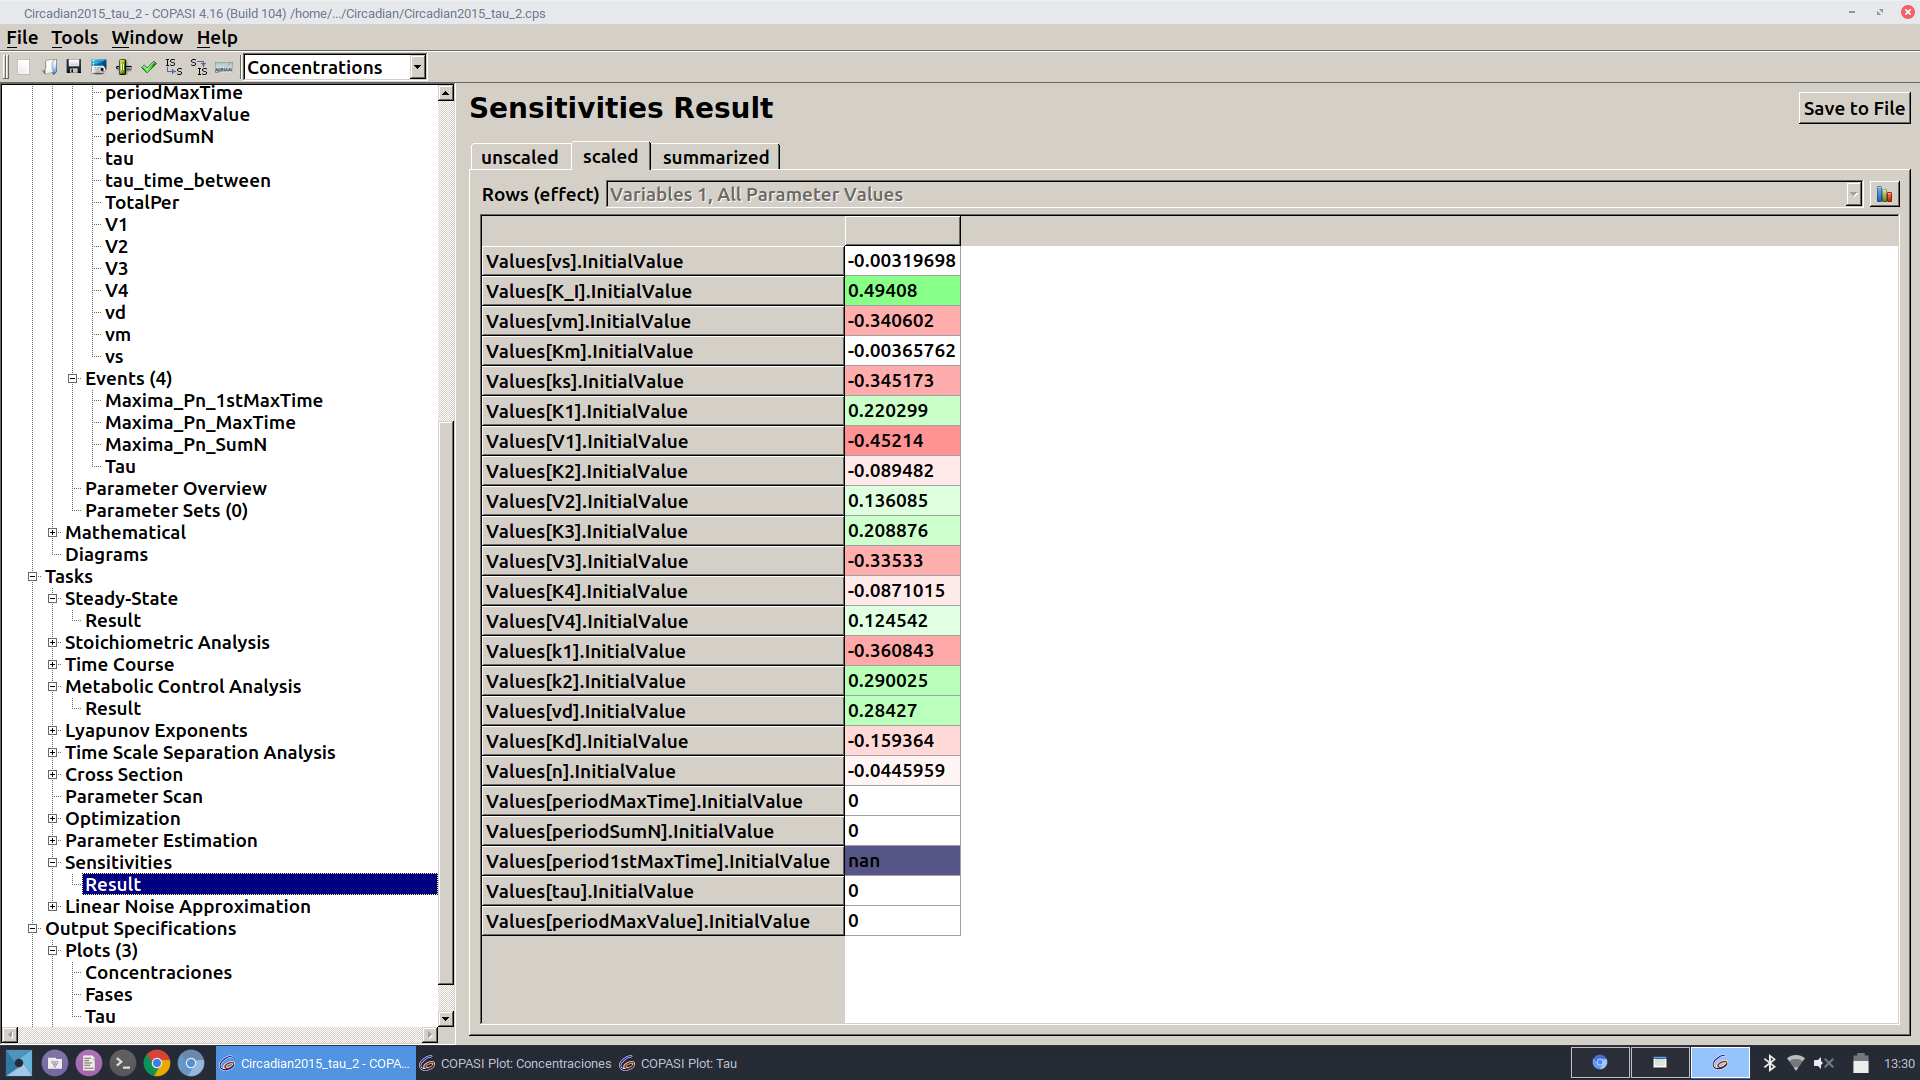 Circadian2015_tau_2 - COPASI 4.16 (Build 104) /home/.../Circadian/Circadian2015_tau_2.cps
File Tools Window Help
Concentrations
periodMaxTime
periodMaxValue
periodSumN
tau
tau_time_between
TotalPer
V1
V2
V3
V4
vd
vm
vs
Events (4)
Maxima_Pn_1stMaxTime
Maxima_Pn_MaxTime
Maxima_Pn_SumN
Tau
Parameter Overview
Parameter Sets (0)
Mathematical
Diagrams
Tasks
Steady-State
Result
Stoichiometric Analysis
Time Course
Metabolic Control Analysis
Result
Lyapunov Exponents
Time Scale Separation Analysis
Cross Section
Parameter Scan
Optimization
Parameter Estimation
Sensitivities
Result
Linear Noise Approximation
Output Specifications
Plots (3)
Concentraciones
Fases
Tau
Sensitivities Result
Save to File
unscaled scaled summarized
Rows (effect) Variables 1, All Parameter Values
Values[vs].InitialValue -0.00319698
Values[K_I].InitialValue 0.49408
Values[vm].InitialValue -0.340602
Values[Km].InitialValue -0.00365762
Values[ks].InitialValue -0.345173
Values[K1].InitialValue 0.220299
Values[V1].InitialValue -0.45214
Values[K2].InitialValue -0.089482
Values[V2].InitialValue 0.136085
Values[K3].InitialValue 0.208876
Values[V3].InitialValue -0.33533
Values[K4].InitialValue -0.0871015
Values[V4].InitialValue 0.124542
Values[k1].InitialValue -0.360843
Values[k2].InitialValue 0.290025
Values[vd].InitialValue 0.28427
Values[Kd].InitialValue -0.159364
Values[n].InitialValue -0.0445959
Values[periodMaxTime].InitialValue 0
Values[periodSumN].InitialValue 0
Values[period1stMaxTime].InitialValue nan
Values[tau].InitialValue 0
Values[periodMaxValue].InitialValue 0
Circadian2015_tau_2 - COPA... COPASI Plot: Concentraciones COPASI Plot: Tau 13:30